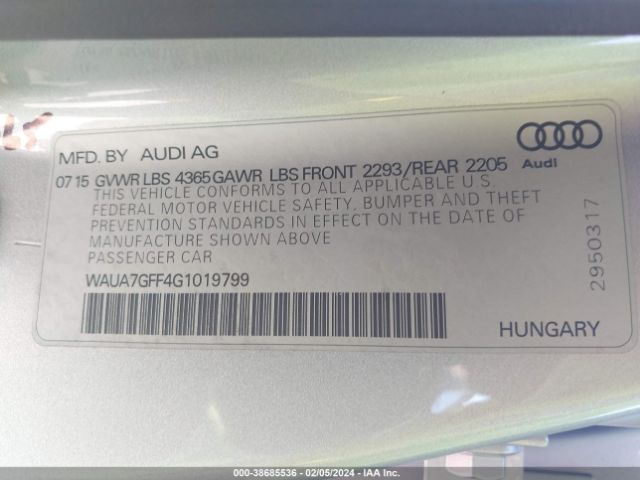 MFD. BY AUDI AG
Audi
07 15 GVWR LBS 4365 GAWR LBS FRONT 2293/REAR 2205
THIS VEHICLE CONFORMS TO ALL APPLICABLE U.S.
FEDERAL MOTOR VEHICLE SAFETY, BUMPER AND THEFT
PREVENTION STANDARDS IN EFFECT ON THE DATE OF
MANUFACTURE SHOWN ABOVE
PASSENGER CAR
WAUA7GFF4G1019799
HUNGARY
2950317
000-38685536 - 02/05/2024 - IAA Inc.